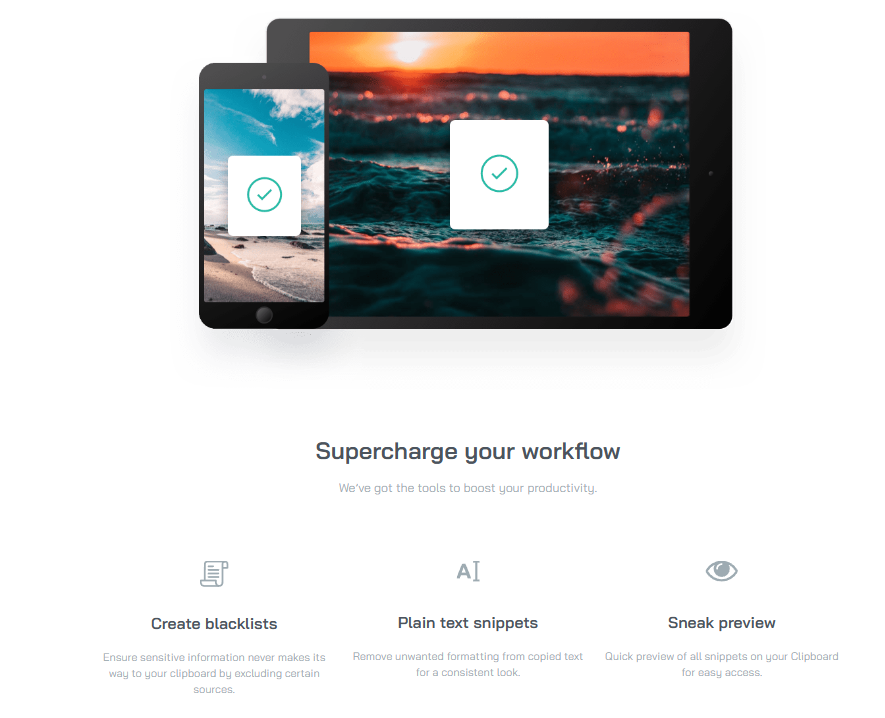 Supercharge your workflow
We've got the tools to boost your productivity.
Create blacklists
Ensure sensitive information never makes its
way to your clipboard by excluding certain
sources.
Plain text snippets
Remove unwanted formatting from copied text
for a consistent look.
Sneak preview
Quick preview of all snippets on your Clipboard
for easy access.